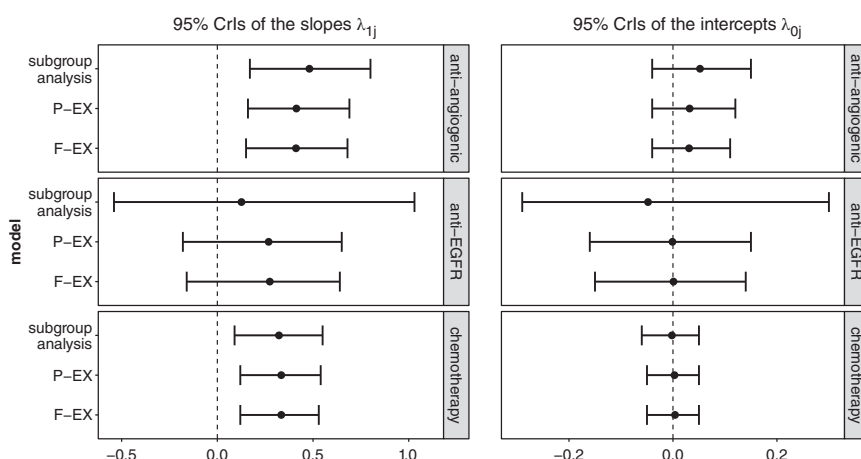 95% CrIs of the slopes λ1j
95% CrIs of the intercepts λ0j
model
subgroup
analysis
P−EX
F−EX
anti−angiogenic
anti−angiogenic
subgroup
analysis
P−EX
F−EX
anti−EGFR
anti−EGFR
subgroup
analysis
P−EX
F−EX
chemotherapy
chemotherapy
−0.5 0.0 0.5 1.0
−0.2 0.0 0.2